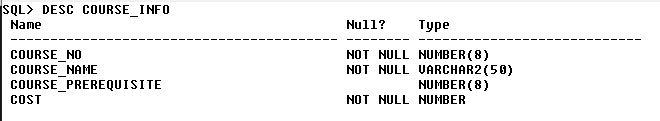 SQL> DESC COURSE_INFO
Name                                      Null?    Type
----------------------------------------- -------- ----------------------------
COURSE_NO                                 NOT NULL NUMBER(8)
COURSE_NAME                               NOT NULL VARCHAR2(50)
COURSE_PREREQUISITE                                NUMBER(8)
COST                                      NOT NULL NUMBER